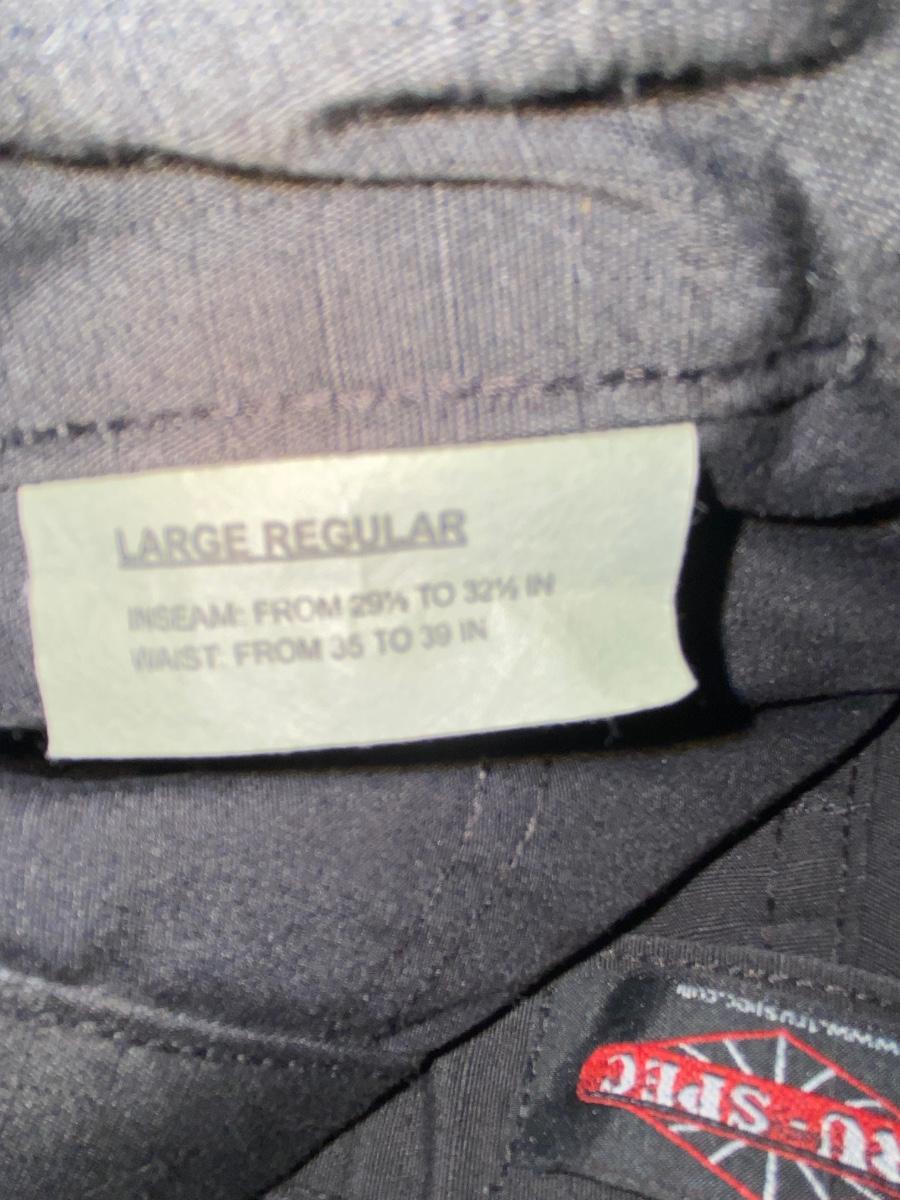 LARGE REGULAR
INSEAM: FROM 29½ TO 32½ IN
WAIST: FROM 35 TO 39 IN
www.truspec.com
RU-SPEC